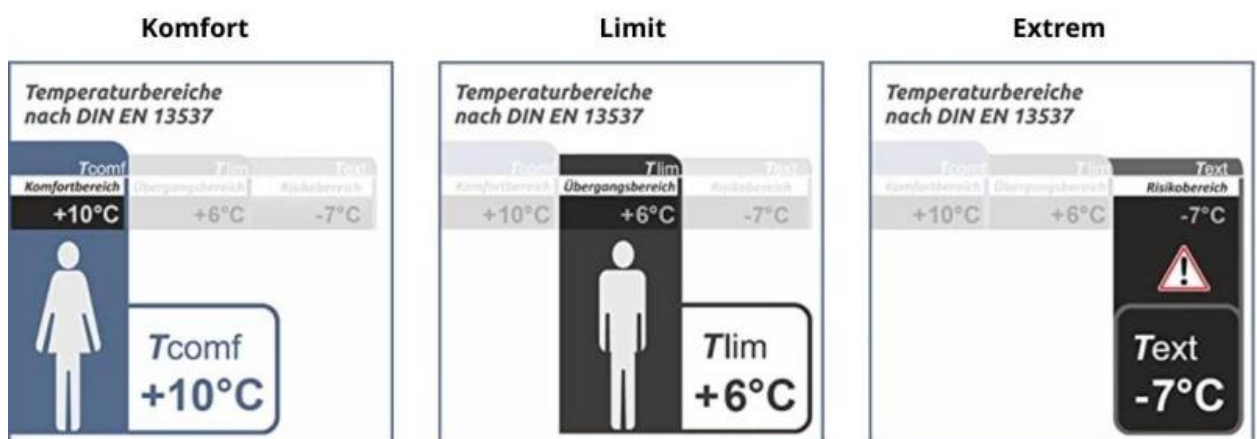 Komfort
Temperaturbereiche
nach DIN EN 13537
Tcomf Tlim Text
Komfortbereich Übergangsbereich Risikobereich
+10°C +6°C -7°C
Tcomf
+10°C
Limit
Temperaturbereiche
nach DIN EN 13537
Tcomf Tlim Text
Komfortbereich Übergangsbereich Risikobereich
+10°C +6°C -7°C
Tlim
+6°C
Extrem
Temperaturbereiche
nach DIN EN 13537
Tcomf Tlim Text
Komfortbereich Übergangsbereich Risikobereich
+10°C +6°C -7°C
!
Text
-7°C